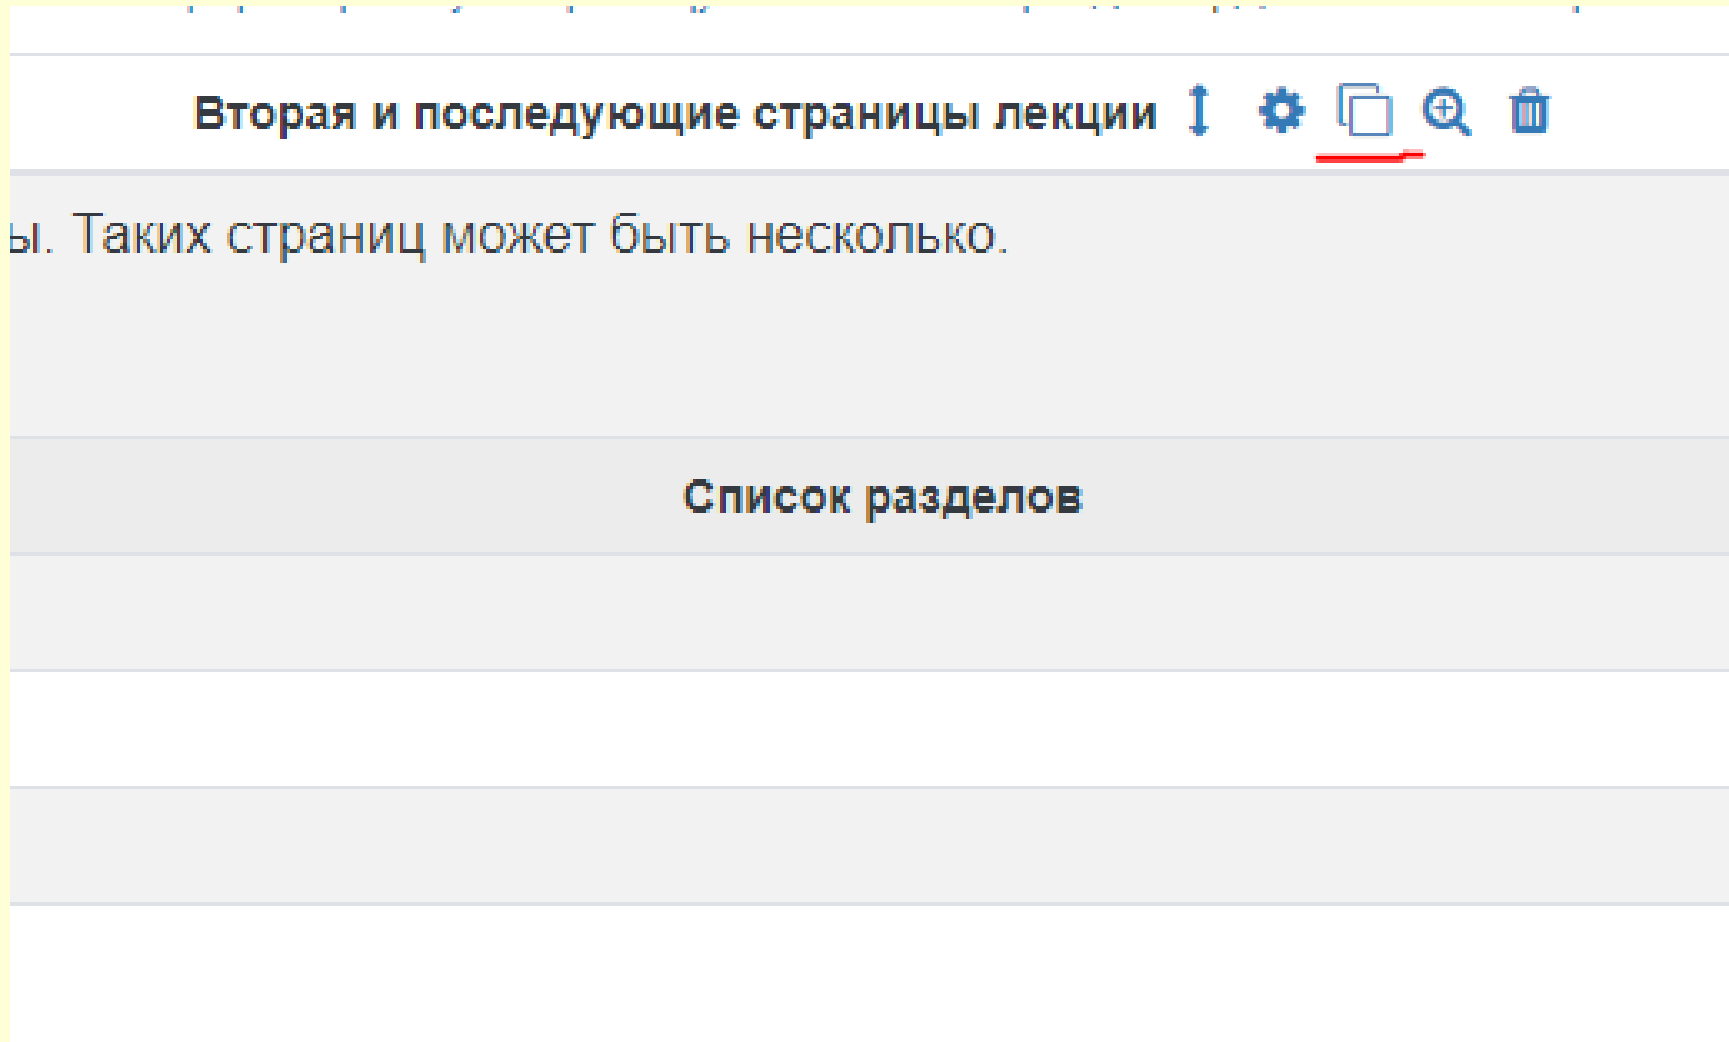 Вторая и последующие страницы лекции
ы. Таких страниц может быть несколько.
Список разделов